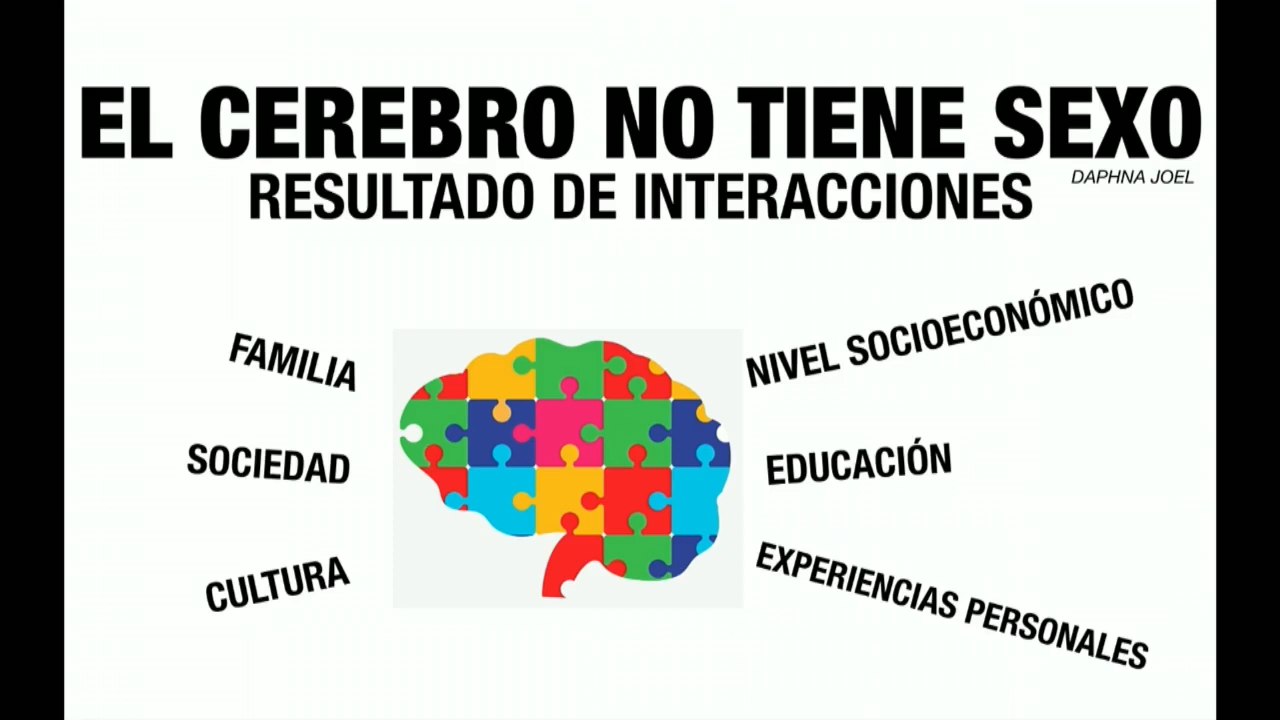 EL CEREBRO NO TIENE SEXO
DAPHNA JOEL
RESULTADO DE INTERACCIONES
FAMILIA
SOCIEDAD
CULTURA
NIVEL SOCIOECONÓMICO
EDUCACIÓN
EXPERIENCIAS PERSONALES